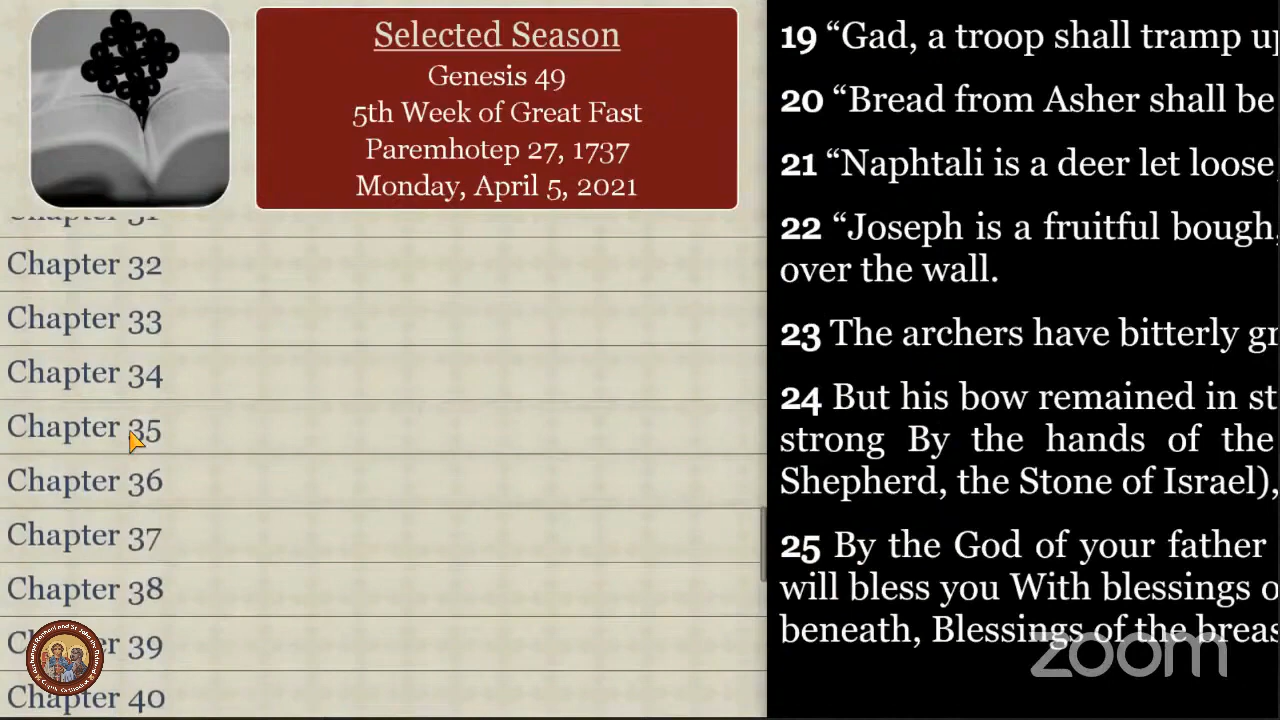 Selected Season
Genesis 49
5th Week of Great Fast
Paremhotep 27, 1737
Monday, April 5, 2021
Chapter 31
Chapter 32
Chapter 33
Chapter 34
Chapter 35
Chapter 36
Chapter 37
Chapter 38
39
Chapter 40
19 “Gad, a troop shall tramp
20 “Bread from Asher shall be
21 “Naphtali is a deer let loose
22 “Joseph is a fruitful bough
over the wall.
23 The archers have bitterly
24 But his bow remained in
strong By the hands of the
Shepherd, the Stone of Israel),
25 By the God of your father
will bless you With blessings
beneath, Blessings of the
zoom